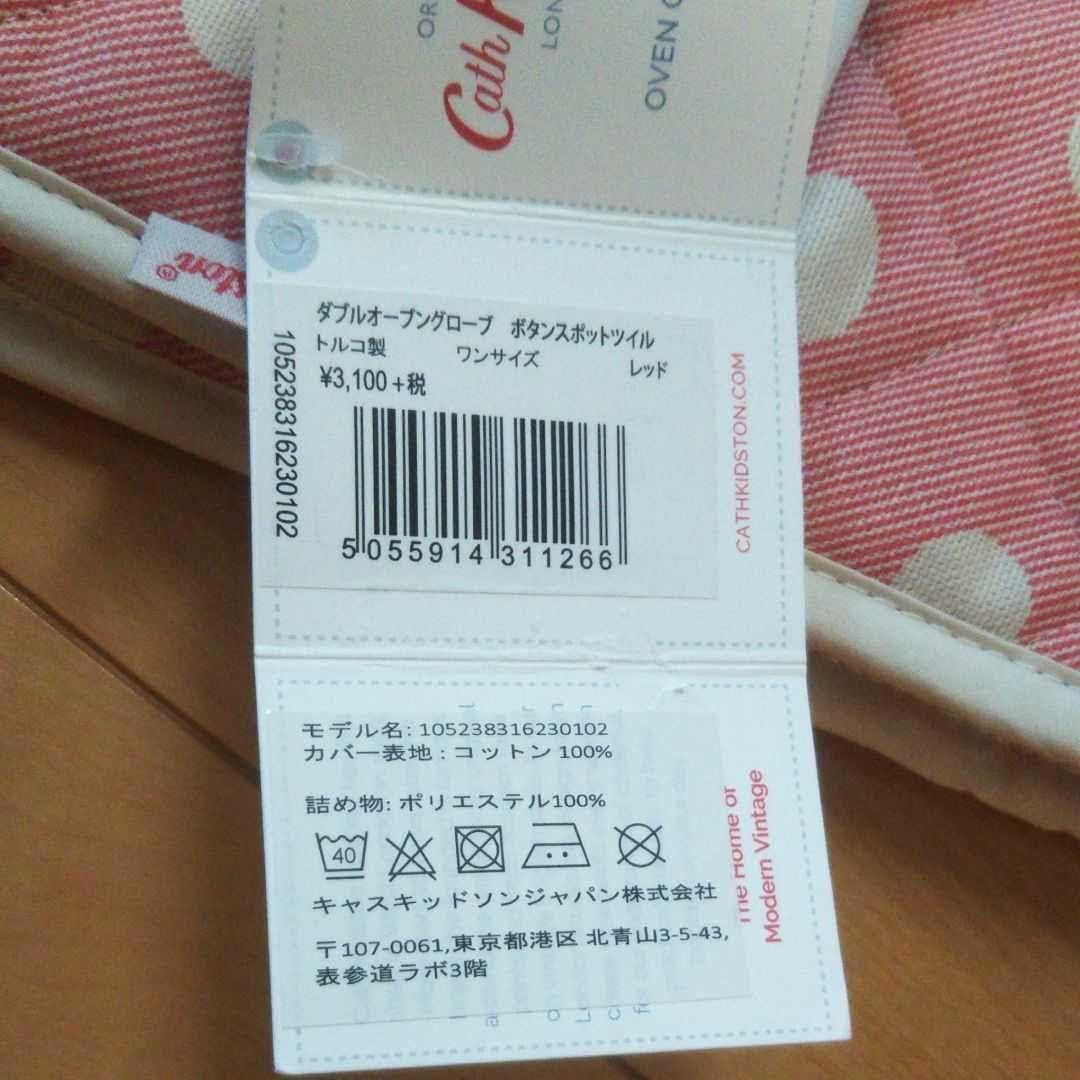 Cath
OVEN
ston®
ダブルオーブングローブ ボタンスポットツイル
トルコ製 ワンサイズ レッド
¥3,100+税
5 055914 311266
105238316230102
CATHKIDSTON.COM
モデル名: 105238316230102
カバー表地 : コットン 100%
詰め物: ポリエステル100%
40
キャスキッドソンジャパン株式会社
〒107-0061,東京都港区 北青山3-5-43,
表参道ラボ3階
The Home of
Modern Vintage